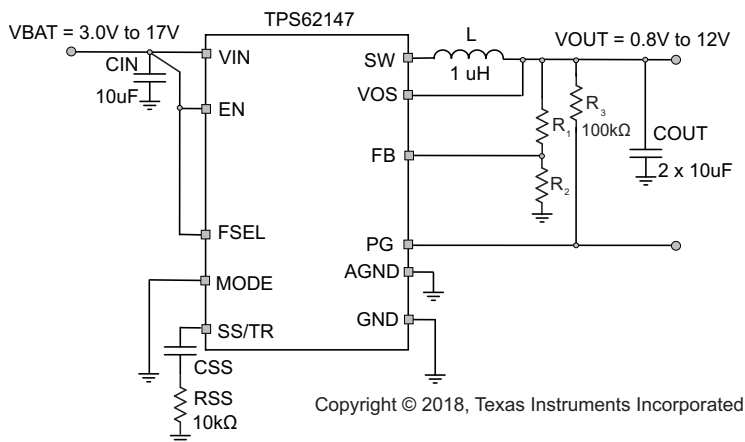 TPS62147
VBAT = 3.0V to 17V
L
VOUT = 0.8V to 12V
VIN
SW
CIN
1 uH
10uF
VOS
EN
R3
R1
100kΩ
COUT
FB
2 x 10uF
R2
FSEL
PG
MODE
AGND
SS/TR
GND
CSS
RSS
10kΩ
Copyright © 2018, Texas Instruments Incorporated